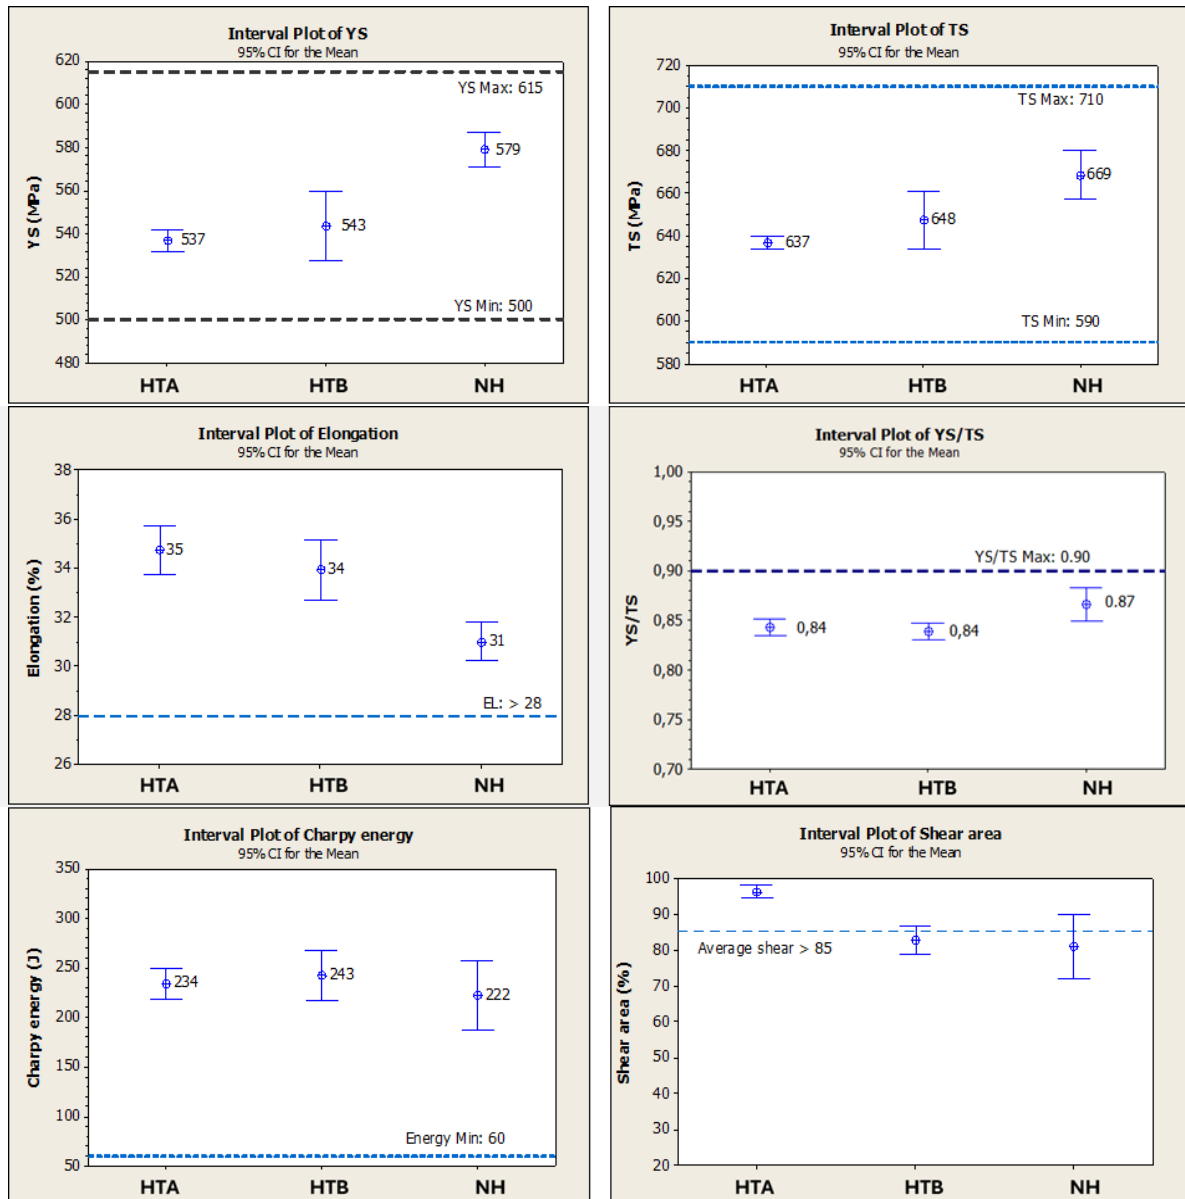 Interval Plot of YS
95% CI for the Mean
620
600
580
560
540
520
500
480
YS (MPa)
YS Max: 615
579
543
537
YS Min: 500
HTA HTB NH
Interval Plot of TS
95% CI for the Mean
720
700
680
660
640
620
600
580
TS (MPa)
TS Max: 710
669
648
637
TS Min: 590
HTA HTB NH
Interval Plot of Elongation
95% CI for the Mean
38
36
34
32
30
28
26
Elongation (%)
35
34
31
EL: > 28
HTA HTB NH
Interval Plot of YS/TS
95% CI for the Mean
1,00
0,95
0,90
0,85
0,80
0,75
0,70
YS/TS
YS/TS Max: 0.90
0.87
0,84 0,84
HTA HTB NH
Interval Plot of Charpy energy
95% CI for the Mean
350
300
250
200
150
100
50
Charpy energy (J)
234
243
222
Energy Min: 60
HTA HTB NH
Interval Plot of Shear area
95% CI for the Mean
100
90
80
70
60
50
40
30
20
Shear area (%)
Average shear > 85
HTA HTB NH